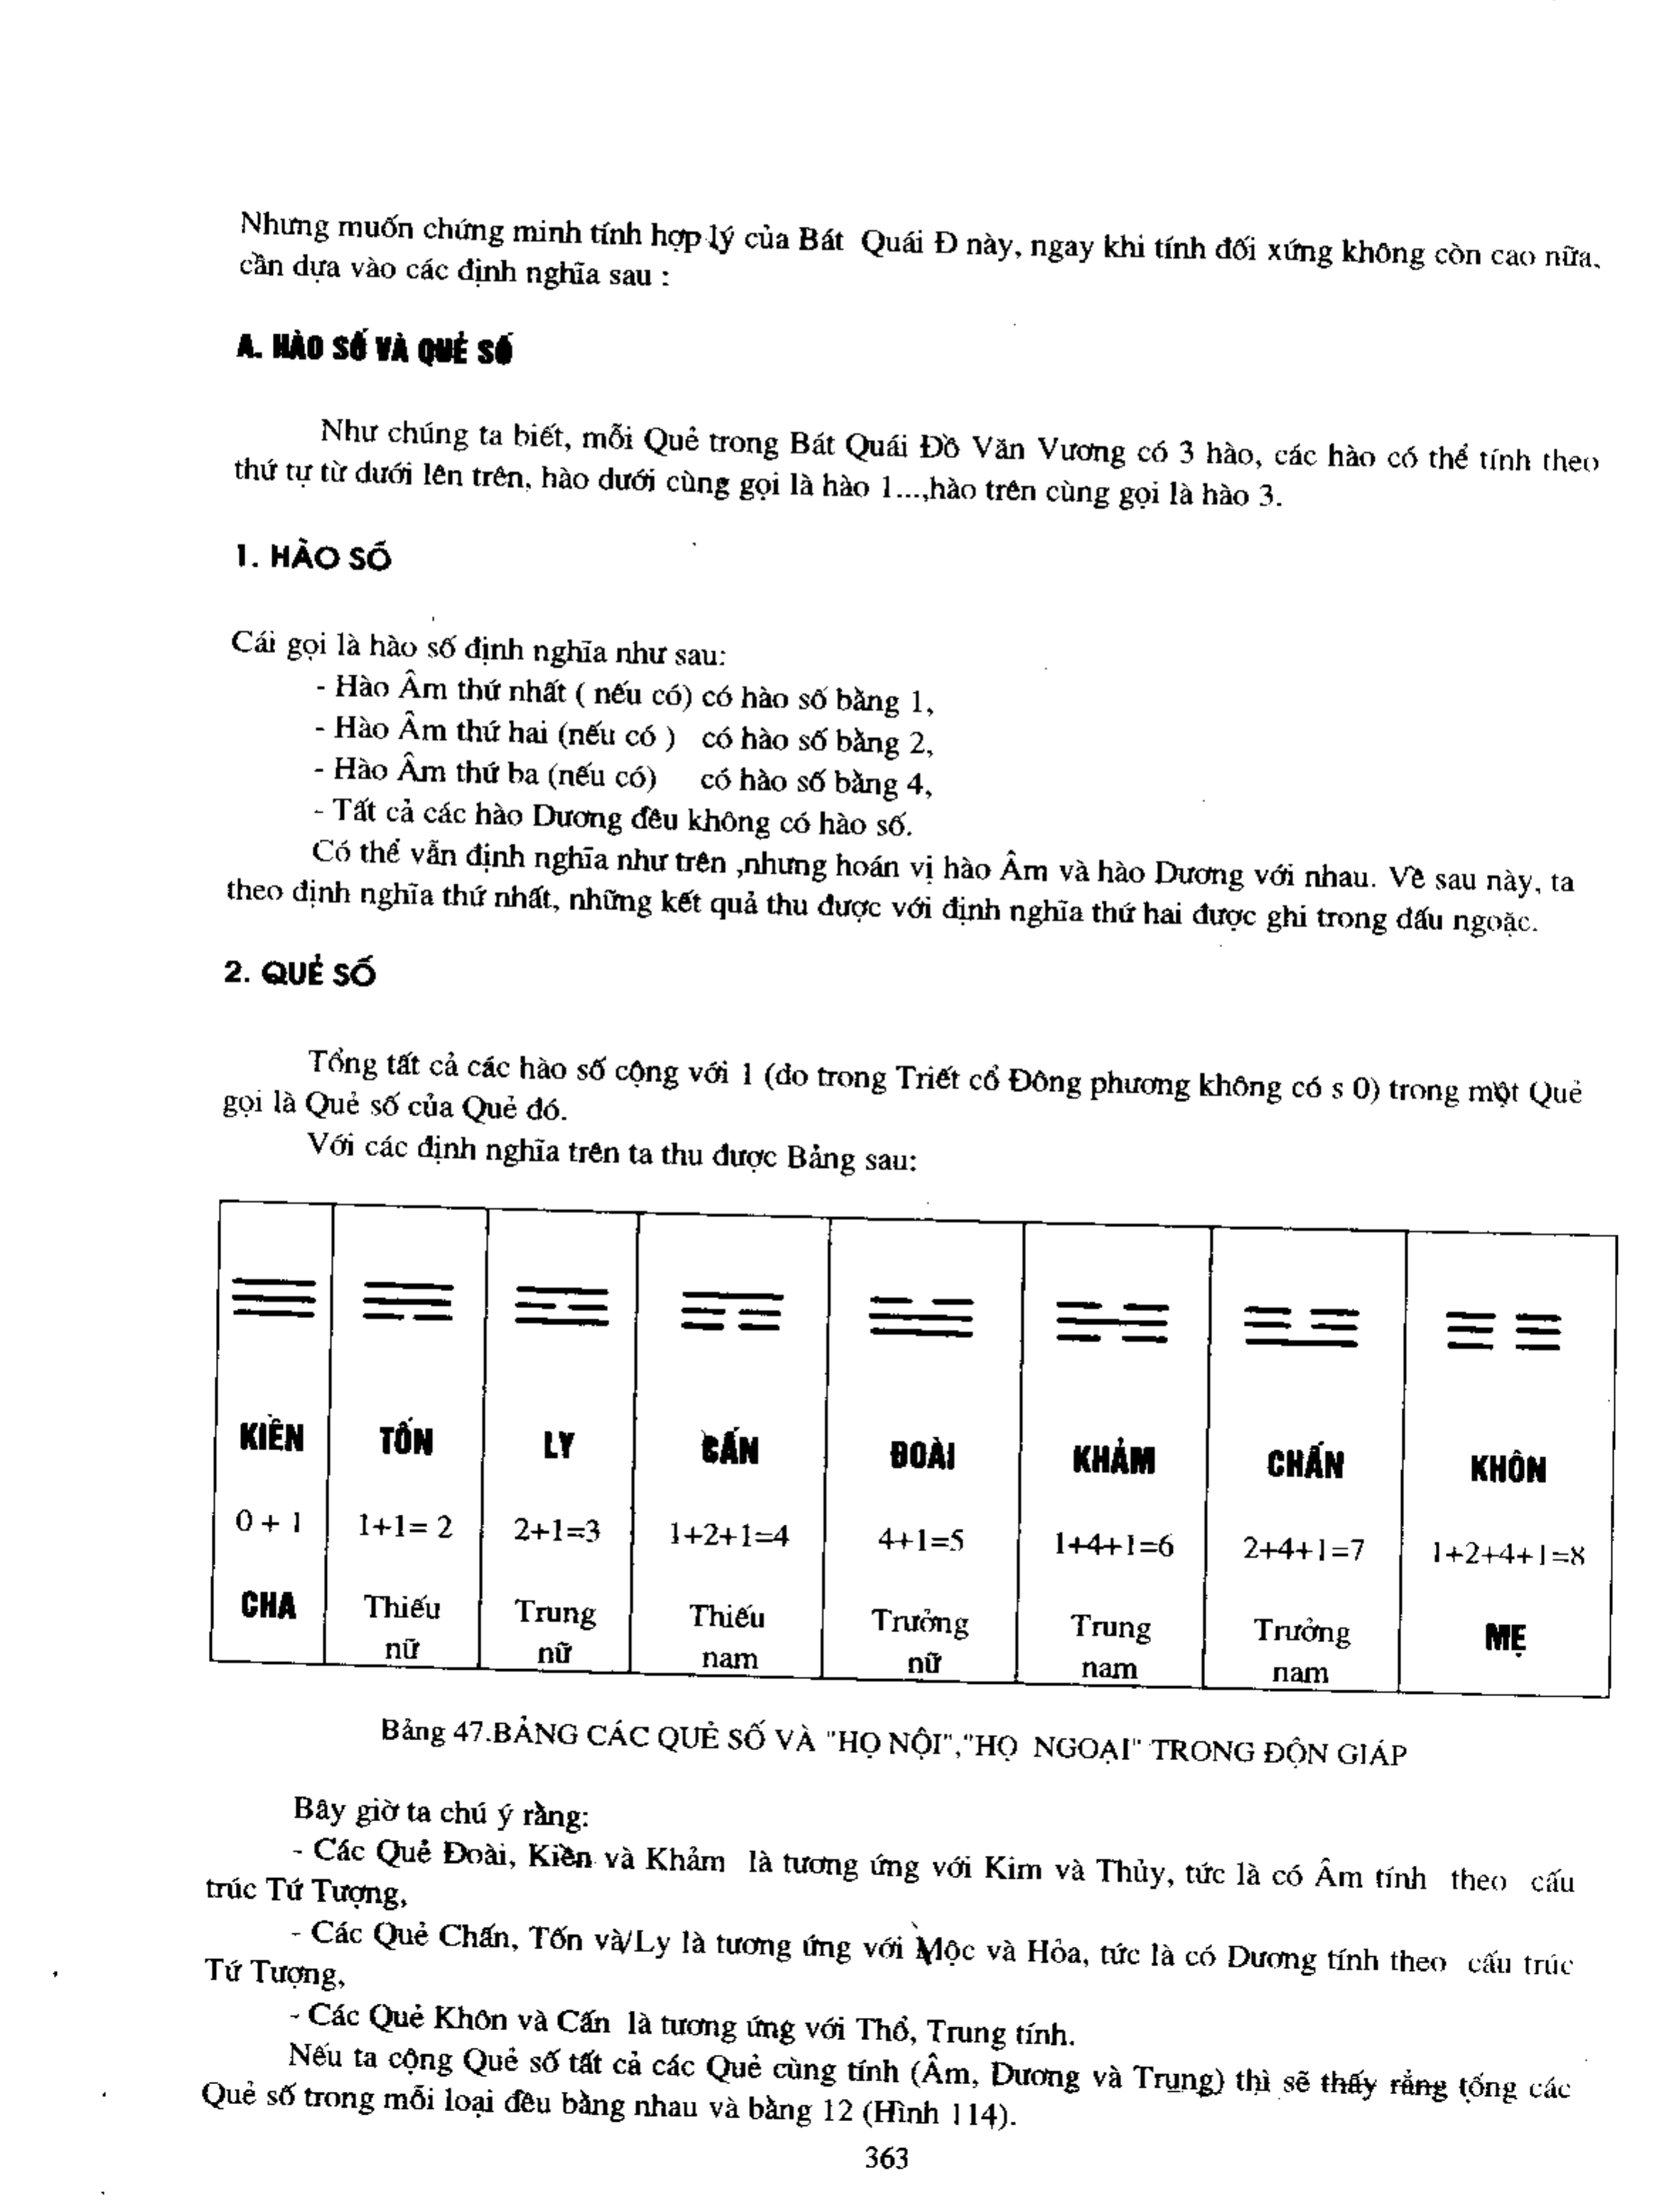 Nhưng muốn chứng minh tính hợp lý của Bát Quái Đ này, ngay khi tính đối xứng không còn cao nữa,
cần dựa vào các định nghĩa sau :
A. HÀO SỐ VÀ QUẺ SỐ
Như chúng ta biết, mỗi Quẻ trong Bát Quái Đồ Văn Vương có 3 hào, các hào có thể tính theo
thứ tự từ dưới lên trên, hào dưới cùng gọi là hào 1...,hào trên cùng gọi là hào 3.
1. HÀO SỐ
Cái gọi là hào số định nghĩa như sau:
- Hào Âm thứ nhất ( nếu có) có hào số bằng 1,
- Hào Âm thứ hai (nếu có ) có hào số bằng 2,
- Hào Âm thứ ba (nếu có) có hào số bằng 4,
- Tất cả các hào Dương đều không có hào số.
Có thể vẫn định nghĩa như trên ,nhưng hoán vị hào Âm và hào Dương với nhau. Về sau này, ta
theo định nghĩa thứ nhất, những kết quả thu được với định nghĩa thứ hai được ghi trong dấu ngoặc.
2. QUẺ SỐ
Tổng tất cả các hào số cộng với 1 (do trong Triết cổ Đông phương không có s 0) trong một Quẻ
gọi là Quẻ số của Quẻ đó.
Với các định nghĩa trên ta thu được Bảng sau:
KIỀN TỐN LY CẤN ĐOÀI KHẢM CHẤN KHÔN
0 + 1 1+1= 2 2+1=3 1+2+1=4 4+1=5 1+4+1=6 2+4+1=7 1+2+4+1=8
CHA Thiếu Trung Thiếu Trưởng Trung Trưởng MẸ
nữ nữ nam nữ nam nam
Bảng 47.BẢNG CÁC QUẺ SỐ VÀ "HỌ NỘI","HỌ NGOẠI" TRONG ĐỘN GIÁP
Bây giờ ta chú ý rằng:
- Các Quẻ Đoài, Kiền và Khảm là tương ứng với Kim và Thủy, tức là có Âm tính theo cấu
trúc Tứ Tượng,
- Các Quẻ Chấn, Tốn và/Ly là tương ứng với Mộc và Hỏa, tức là có Dương tính theo cấu trúc
Tứ Tượng,
- Các Quẻ Khôn và Cấn là tương ứng với Thổ, Trung tính.
Nếu ta cộng Quẻ số tất cả các Quẻ cùng tính (Âm, Dương và Trung) thì sẽ thấy rằng tổng các
Quẻ số trong mỗi loại đều bằng nhau và bằng 12 (Hình 114).
363